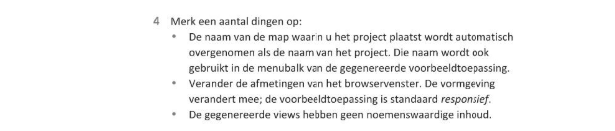 4 Merk een aantal dingen op:
• De naam van de map waarin u het project plaatst wordt automatisch
overgenomen als de naam van het project. Die naam wordt ook
gebruikt in de menubalk van de gegenereerde voorbeeldtoepassing.
• Verander de afmetingen van het browservenster. De vormgeving
verandert mee; de voorbeeldtoepassing is standaard responsief.
• De gegenereerde views hebben geen noemenswaardige inhoud.